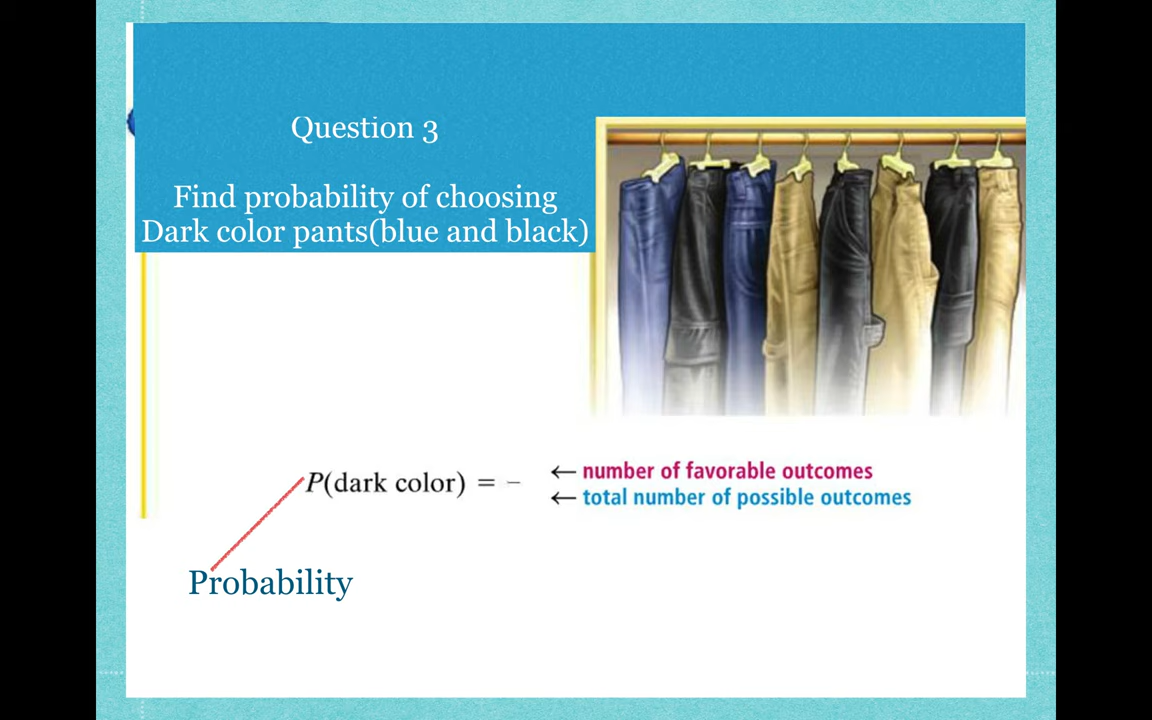 Question 3
Find probability of choosing
Dark color pants(blue and black)
P(dark color) = –
← number of favorable outcomes
← total number of possible outcomes
Probability